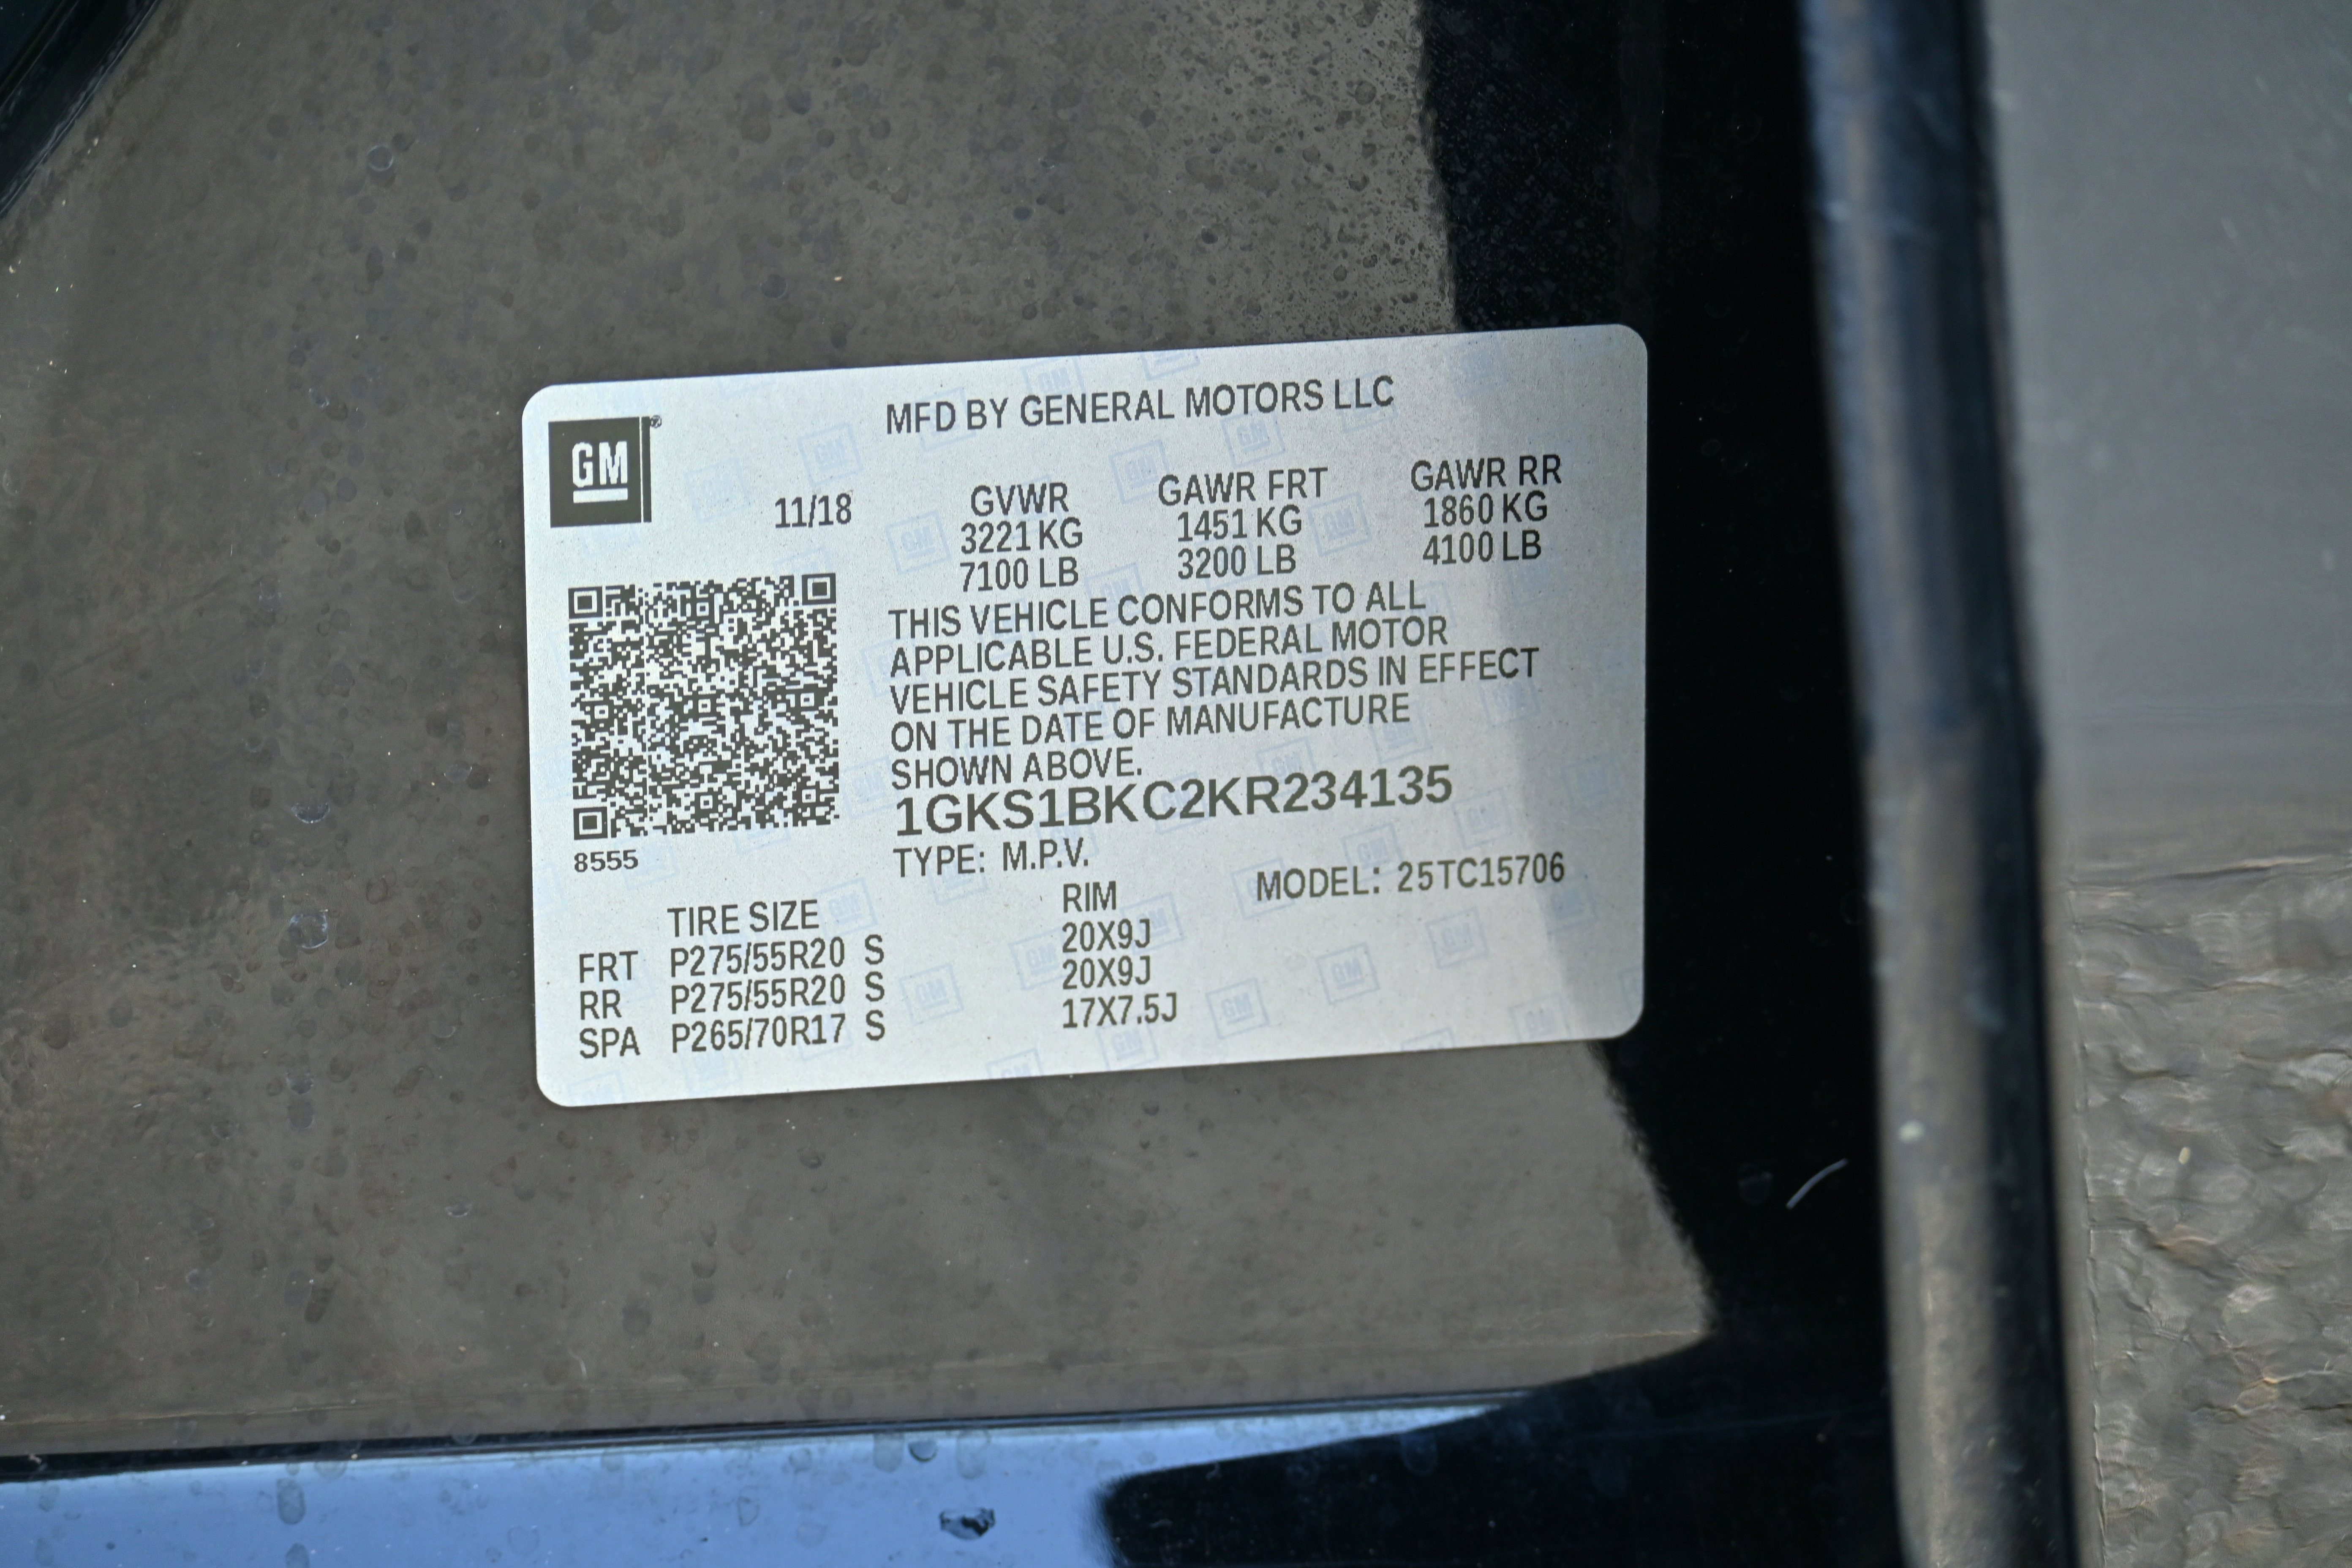 GM
MFD BY GENERAL MOTORS LLC
11/18 GVWR GAWR FRT GAWR RR
3221 KG 1451 KG 1860 KG
7100 LB 3200 LB 4100 LB
THIS VEHICLE CONFORMS TO ALL
APPLICABLE U.S. FEDERAL MOTOR
VEHICLE SAFETY STANDARDS IN EFFECT
ON THE DATE OF MANUFACTURE
SHOWN ABOVE.
1GKS1BKC2KR234135
8555
TYPE: M.P.V.
MODEL: 25TC15706
TIRE SIZE RIM
FRT P275/55R20 S 20X9J
RR P275/55R20 S 20X9J
SPA P265/70R17 S 17X7.5J